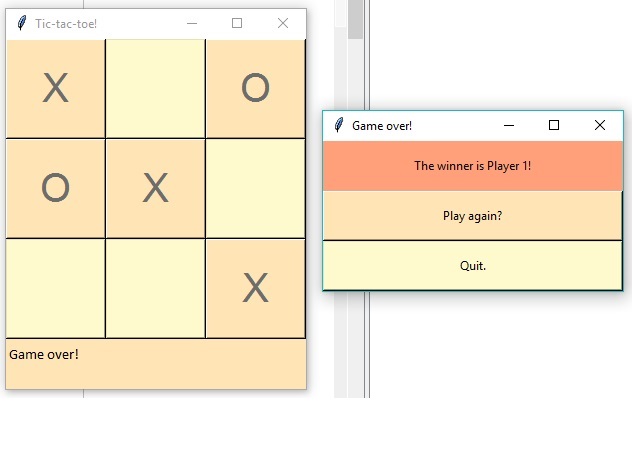 Tic-tac-toe!
X O
O X
X
Game over!
Game over!
The winner is Player 1!
Play again?
Quit.